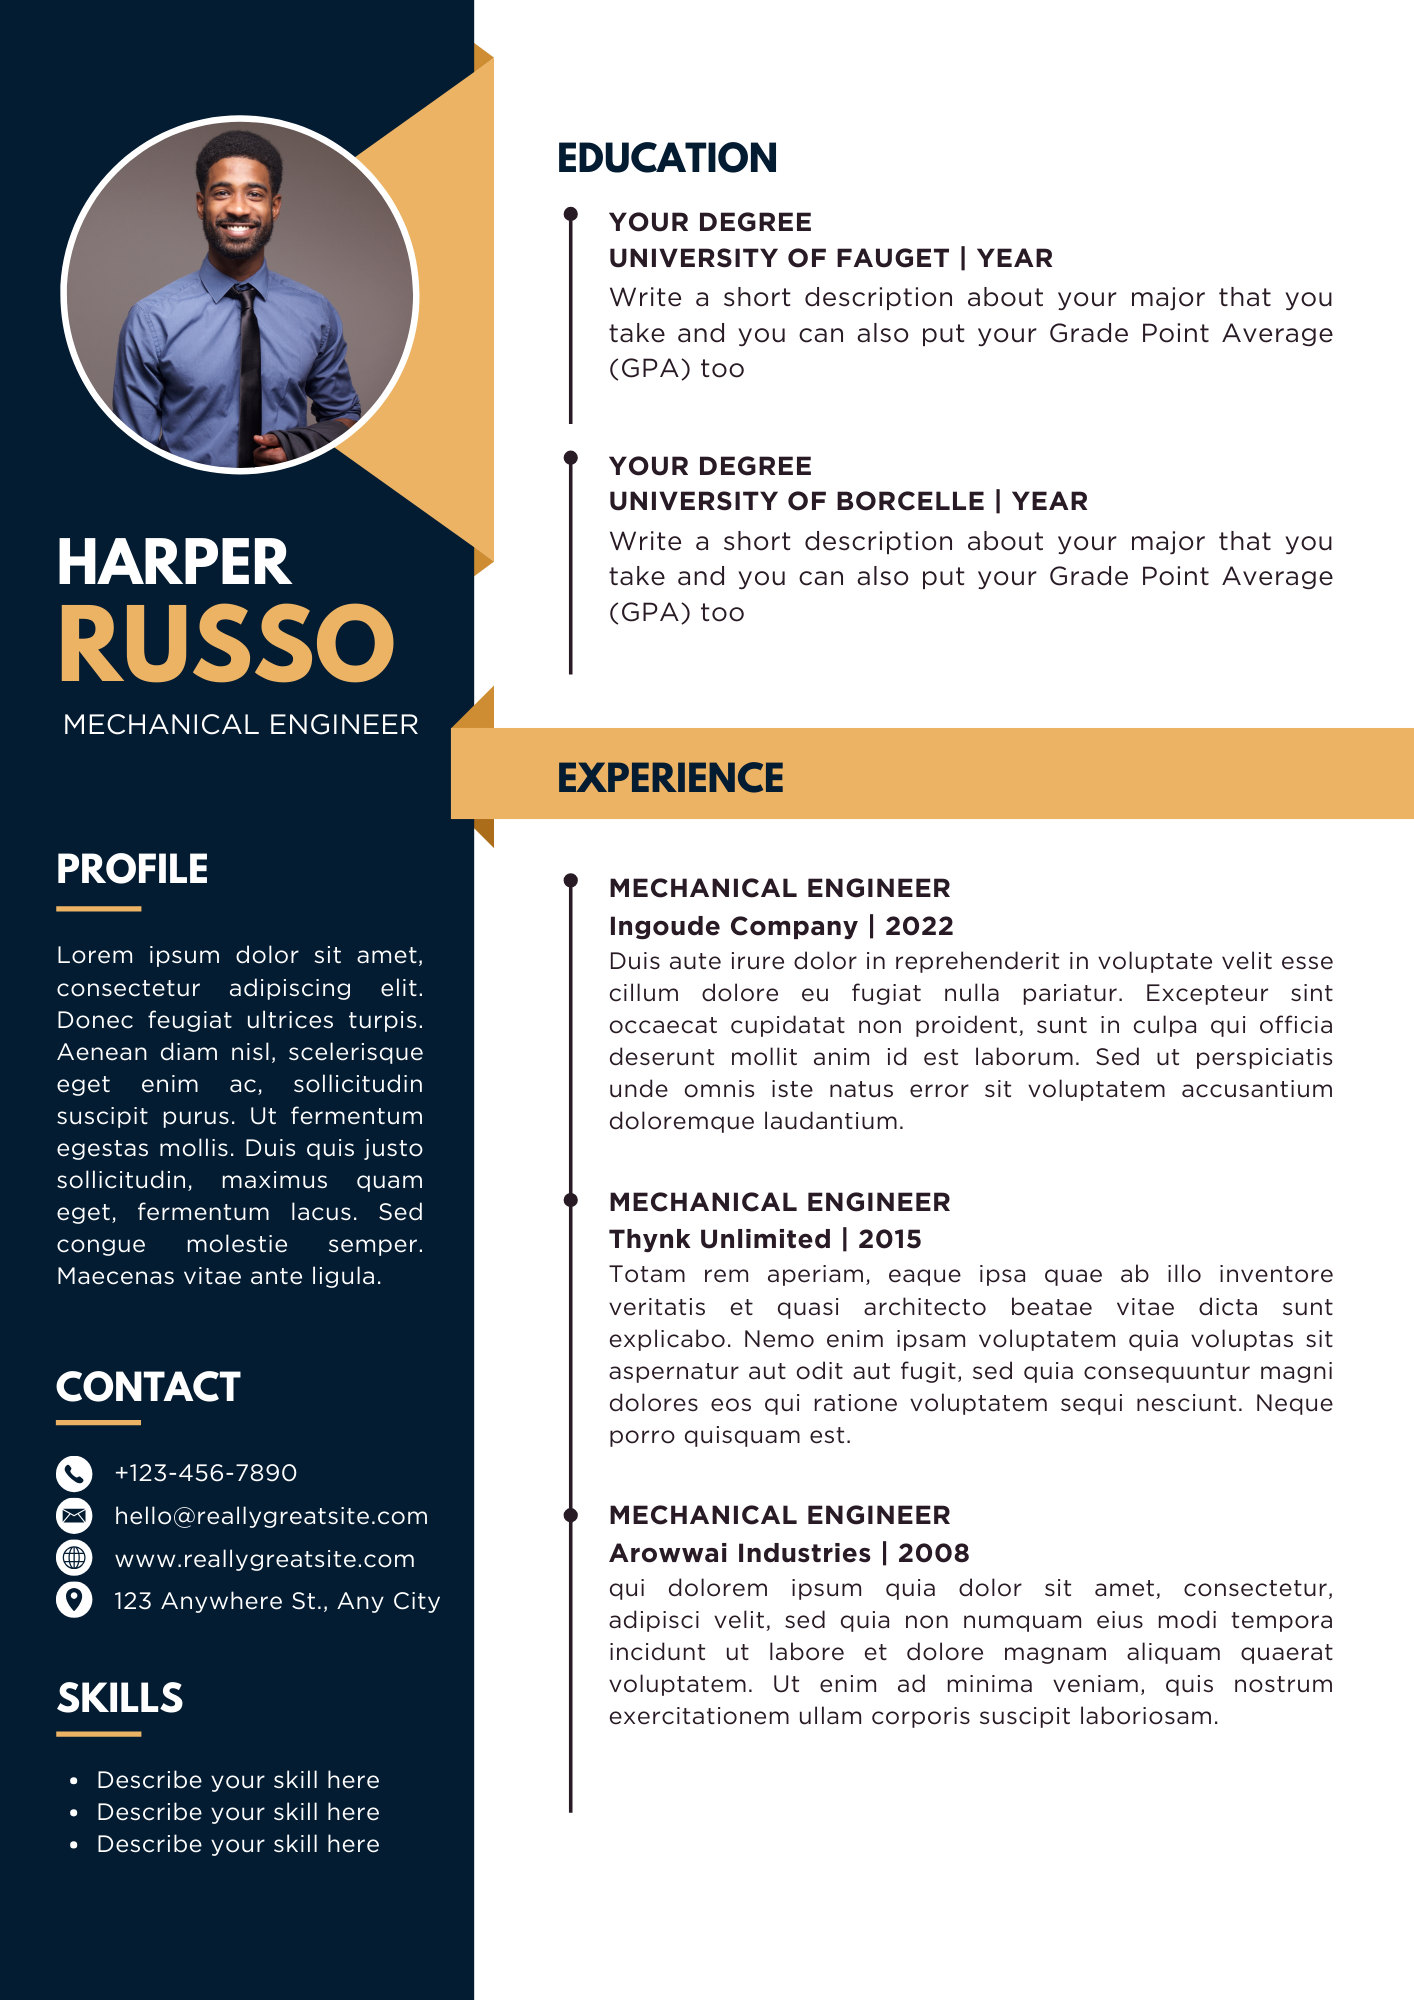 HARPER
RUSSO
MECHANICAL ENGINEER
PROFILE
Lorem ipsum dolor sit amet,
consectetur adipiscing elit.
Donec feugiat ultrices turpis.
Aenean diam nisl, scelerisque
eget enim ac, sollicitudin
suscipit purus. Ut fermentum
egestas mollis. Duis quis justo
sollicitudin, maximus quam
eget, fermentum lacus. Sed
congue molestie semper.
Maecenas vitae ante ligula.
CONTACT
+123-456-7890
hello@reallygreatsite.com
www.reallygreatsite.com
123 Anywhere St., Any City
SKILLS
• Describe your skill here
• Describe your skill here
• Describe your skill here
EDUCATION
YOUR DEGREE
UNIVERSITY OF FAUGET | YEAR
Write a short description about your major that you
take and you can also put your Grade Point Average
(GPA) too
YOUR DEGREE
UNIVERSITY OF BORCELLE | YEAR
Write a short description about your major that you
take and you can also put your Grade Point Average
(GPA) too
EXPERIENCE
MECHANICAL ENGINEER
Ingoude Company | 2022
Duis aute irure dolor in reprehenderit in voluptate velit esse
cillum dolore eu fugiat nulla pariatur. Excepteur sint
occaecat cupidatat non proident, sunt in culpa qui officia
deserunt mollit anim id est laborum. Sed ut perspiciatis
unde omnis iste natus error sit voluptatem accusantium
doloremque laudantium.
MECHANICAL ENGINEER
Thynk Unlimited | 2015
Totam rem aperiam, eaque ipsa quae ab illo inventore
veritatis et quasi architecto beatae vitae dicta sunt
explicabo. Nemo enim ipsam voluptatem quia voluptas sit
aspernatur aut odit aut fugit, sed quia consequuntur magni
dolores eos qui ratione voluptatem sequi nesciunt. Neque
porro quisquam est.
MECHANICAL ENGINEER
Arowwai Industries | 2008
qui dolorem ipsum quia dolor sit amet, consectetur,
adipisci velit, sed quia non numquam eius modi tempora
incidunt ut labore et dolore magnam aliquam quaerat
voluptatem. Ut enim ad minima veniam, quis nostrum
exercitationem ullam corporis suscipit laboriosam.